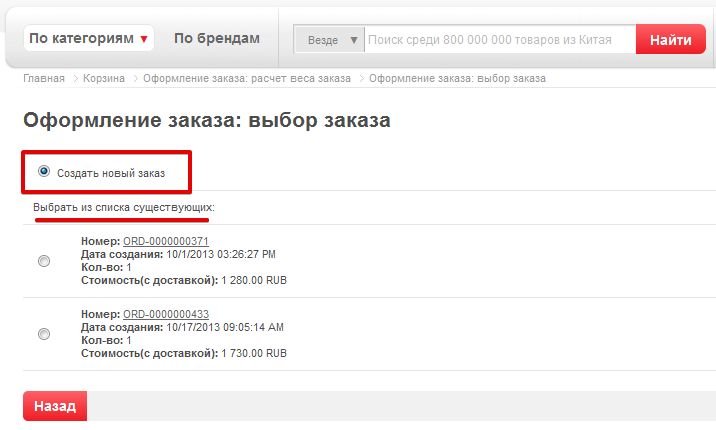 По категориям ▼ По брендам Везде ▼ Поиск среди 800 000 000 товаров из Китая Найти
Главная > Корзина > Оформление заказа: расчет веса заказа > Оформление заказа: выбор заказа
Оформление заказа: выбор заказа
Создать новый заказ
Выбрать из списка существующих:
Номер: ORD-0000000371
Дата создания: 10/1/2013 03:26:27 PM
Кол-во: 1
Стоимость(с доставкой): 1 280.00 RUB
Номер: ORD-0000000433
Дата создания: 10/17/2013 09:05:14 AM
Кол-во: 1
Стоимость(с доставкой): 1 730.00 RUB
Назад